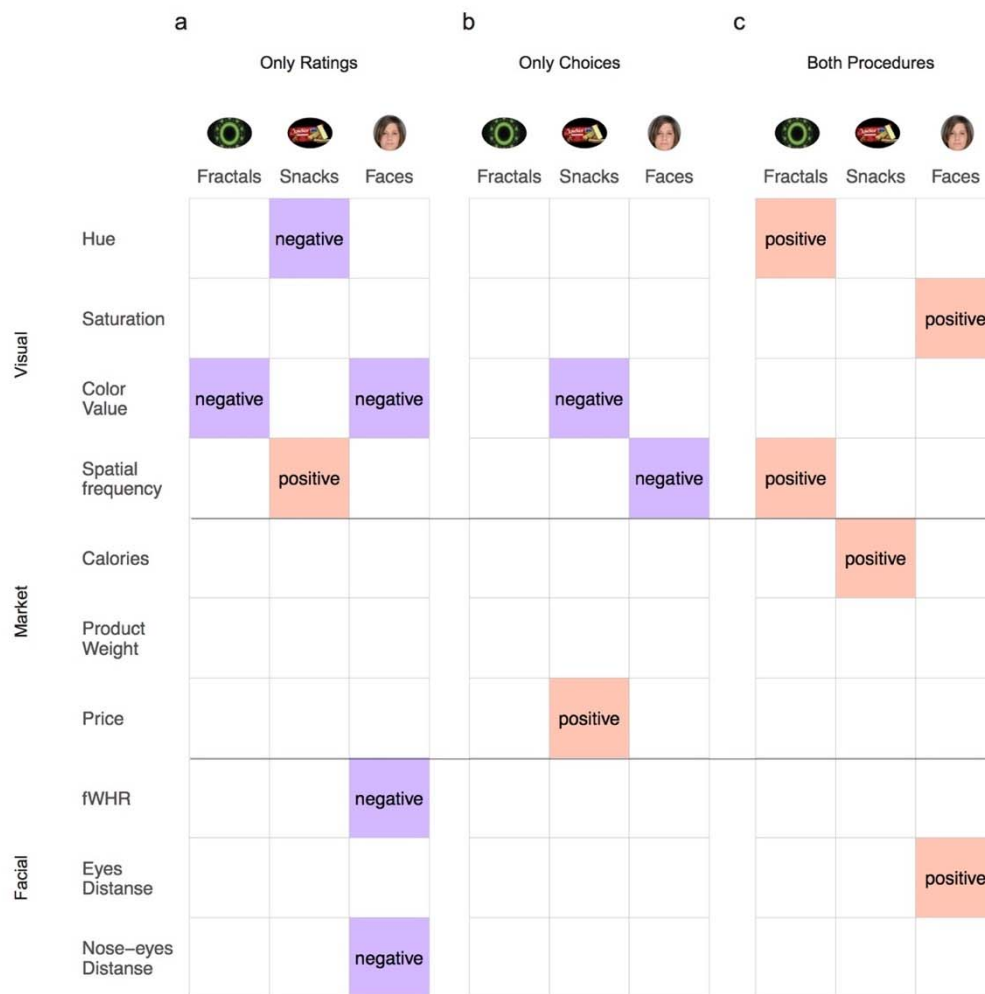 a b c
Only Ratings Only Choices Both Procedures
Fractals Snacks Faces Fractals Snacks Faces Fractals Snacks Faces
Visual
Hue negative positive
Saturation positive
Color
Value
negative negative negative
Spatial
frequency
positive negative positive
Market
Calories positive
Product
Weight
Price positive
Facial
fWHR negative
Eyes
Distanse
positive
Nose–eyes
Distanse
negative